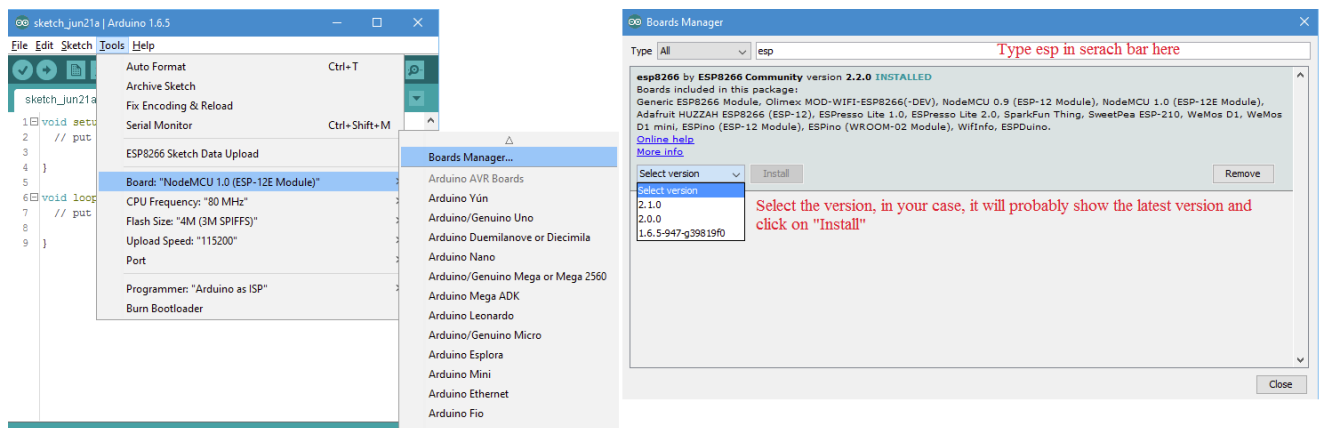 sketch_jun21a | Arduino 1.6.5
File Edit Sketch Tools Help
sketch_jun21a
1 void setu
2 // put
3
4 }
5
6 void loop
7 // put
8
9 }
Auto Format Ctrl+T
Archive Sketch
Fix Encoding & Reload
Serial Monitor Ctrl+Shift+M
ESP8266 Sketch Data Upload
Board: "NodeMCU 1.0 (ESP-12E Module)"
CPU Frequency: "80 MHz"
Flash Size: "4M (3M SPIFFS)"
Upload Speed: "115200"
Port
Programmer: "Arduino as ISP"
Burn Bootloader
Boards Manager...
Arduino AVR Boards
Arduino Yún
Arduino/Genuino Uno
Arduino Duemilanove or Diecimila
Arduino Nano
Arduino/Genuino Mega or Mega 2560
Arduino Mega ADK
Arduino Leonardo
Arduino/Genuino Micro
Arduino Esplora
Arduino Mini
Arduino Ethernet
Arduino Fio
Boards Manager
Type All esp Type esp in serach bar here
esp8266 by ESP8266 Community version 2.2.0 INSTALLED
Boards included in this package:
Generic ESP8266 Module, Olimex MOD-WIFI-ESP8266(-DEV), NodeMCU 0.9 (ESP-12 Module), NodeMCU 1.0 (ESP-12E Module),
Adafruit HUZZAH ESP8266 (ESP-12), ESPresso Lite 1.0, ESPresso Lite 2.0, SparkFun Thing, SweetPea ESP-210, WeMos D1, WeMos
D1 mini, ESPino (ESP-12 Module), ESPino (WROOM-02 Module), WifInfo, ESPDuino.
Online help
More info
Select version Install Remove
Select version
2.1.0
2.0.0
1.6.5-947-g39819f0
Select the version, in your case, it will probably show the latest version and
click on "Install"
Close